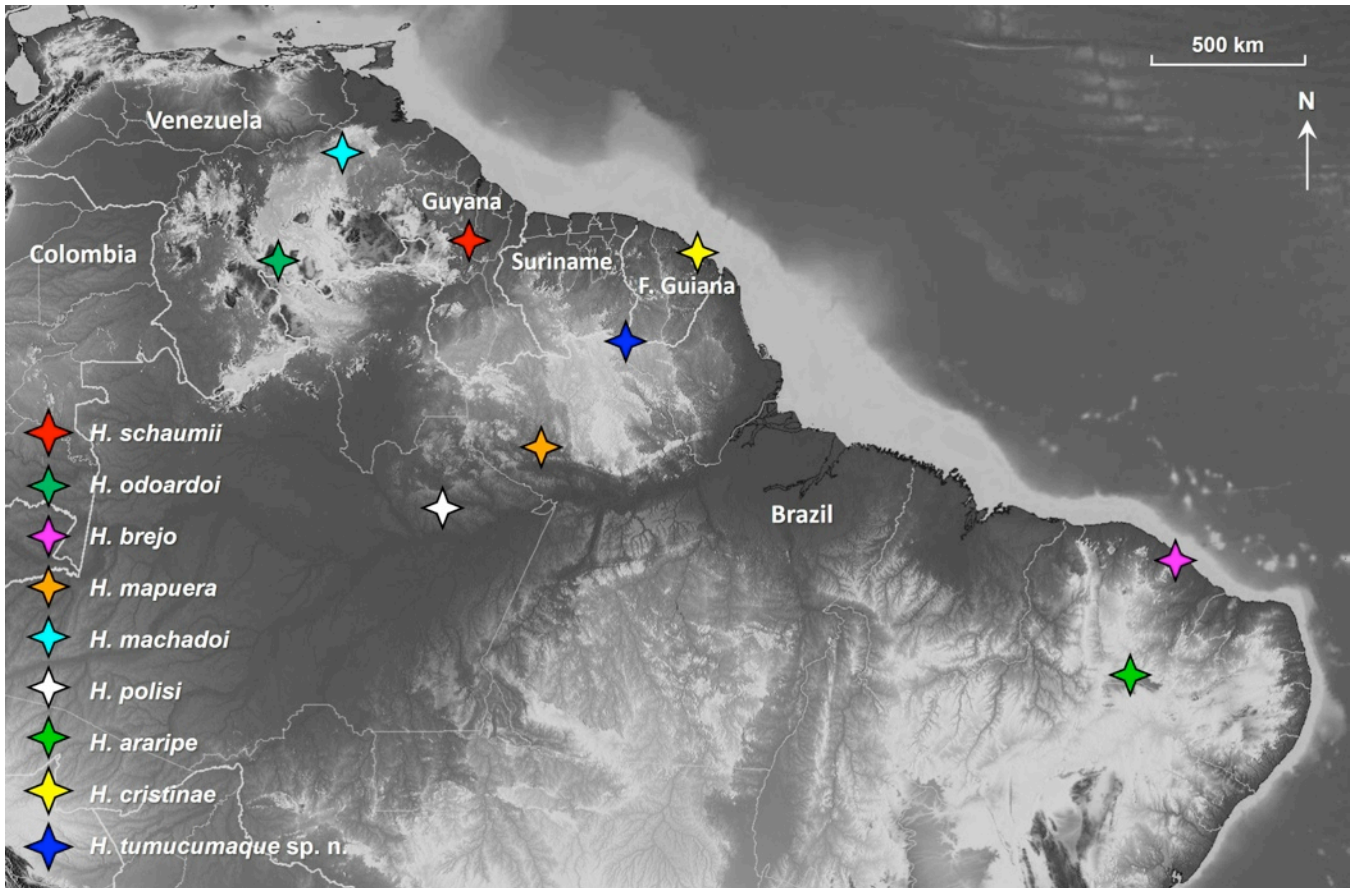 500 km
N
Venezuela
Guyana
Colombia
Suriname
F. Guiana
Brazil
H. schaumii
H. odoardoi
H. brejo
H. mapuera
H. machadoi
H. polisi
H. araripe
H. cristinae
H. tumucumaque sp. n.